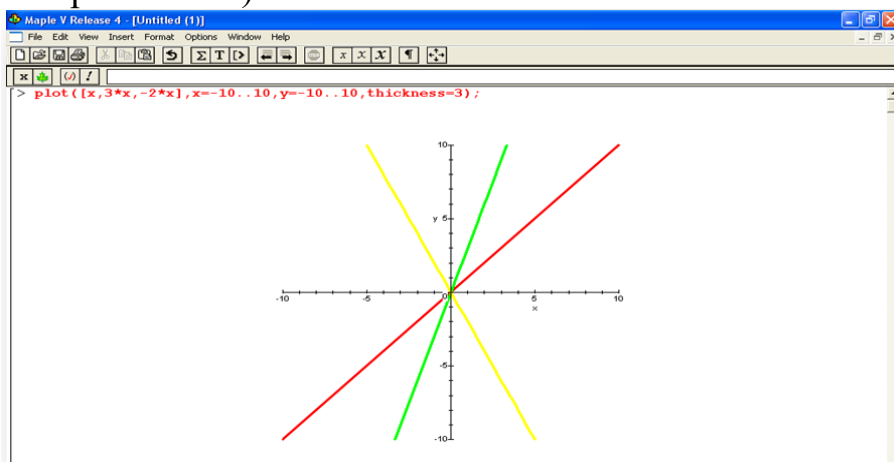 Maple V Release 4 - [Untitled (1)]
File Edit View Insert Format Options Window Help
Σ T [> x x x ¶
x (/) !
> plot([x,3*x,-2*x],x=-10..10,y=-10..10,thickness=3);
10
y 5
-10 -5 0 5 10
x
-5
-10